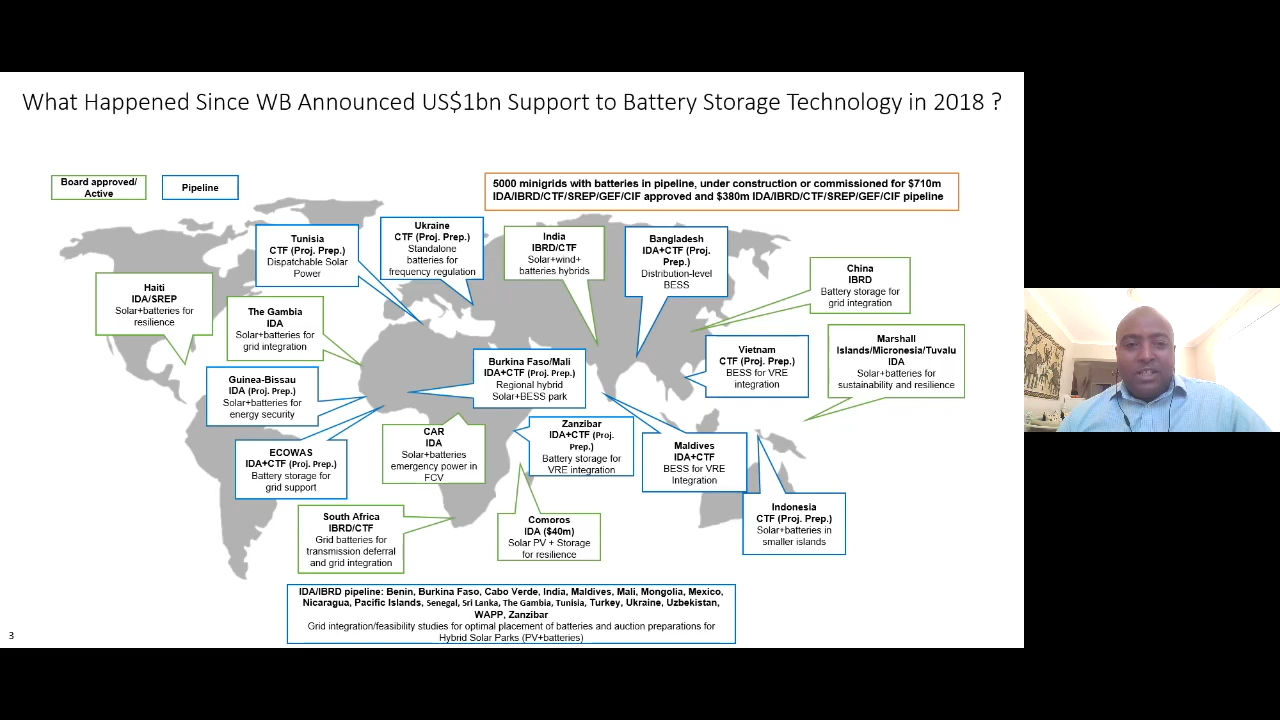 What Happened Since WB Announced US$1bn Support to Battery Storage Technology in 2018 ?
Board approved/
Active
Pipeline
5000 minigrids with batteries in pipeline, under construction or commissioned for $710m
IDA/IBRD/CTF/SREP/GEF/CIF approved and $380m IDA/IBRD/CTF/SREP/GEF/CIF pipeline
Tunisia
CTF (Proj. Prep.)
Dispatchable Solar
Power
Ukraine
CTF (Proj. Prep.)
Standalone
batteries for
frequency regulation
India
IBRD/CTF
Solar+wind+
batteries hybrids
Bangladesh
IDA+CTF (Proj.
Prep.)
Distribution-level
BESS
China
IBRD
Battery storage for
grid integration
Haiti
IDA/SREP
Solar+batteries for
resilience
The Gambia
IDA
Solar+batteries for
grid integration
Marshall
Islands/Micronesia/Tuvalu
IDA
Solar+batteries for
sustainability and resilience
Vietnam
CTF (Proj. Prep.)
BESS for VRE
integration
Burkina Faso/Mali
IDA+CTF (Proj. Prep.)
Regional hybrid
Solar+BESS park
Guinea-Bissau
IDA (Proj. Prep.)
Solar+batteries for
energy security
CAR
IDA
Solar+batteries
emergency power in
FCV
Zanzibar
IDA+CTF (Proj.
Prep.)
Battery storage for
VRE integration
Maldives
IDA+CTF
BESS for VRE
Integration
ECOWAS
IDA+CTF (Proj. Prep.)
Battery storage for
grid support
Indonesia
CTF (Proj. Prep.)
Solar+batteries in
smaller islands
South Africa
IBRD/CTF
Grid batteries for
transmission deferral
and grid integration
Comoros
IDA ($40m)
Solar PV + Storage
for resilience
IDA/IBRD pipeline: Benin, Burkina Faso, Cabo Verde, India, Maldives, Mali, Mongolia, Mexico,
Nicaragua, Pacific Islands, Senegal, Sri Lanka, The Gambia, Tunisia, Turkey, Ukraine, Uzbekistan,
WAPP, Zanzibar
Grid integration/feasibility studies for optimal placement of batteries and auction preparations for
Hybrid Solar Parks (PV+batteries)
3